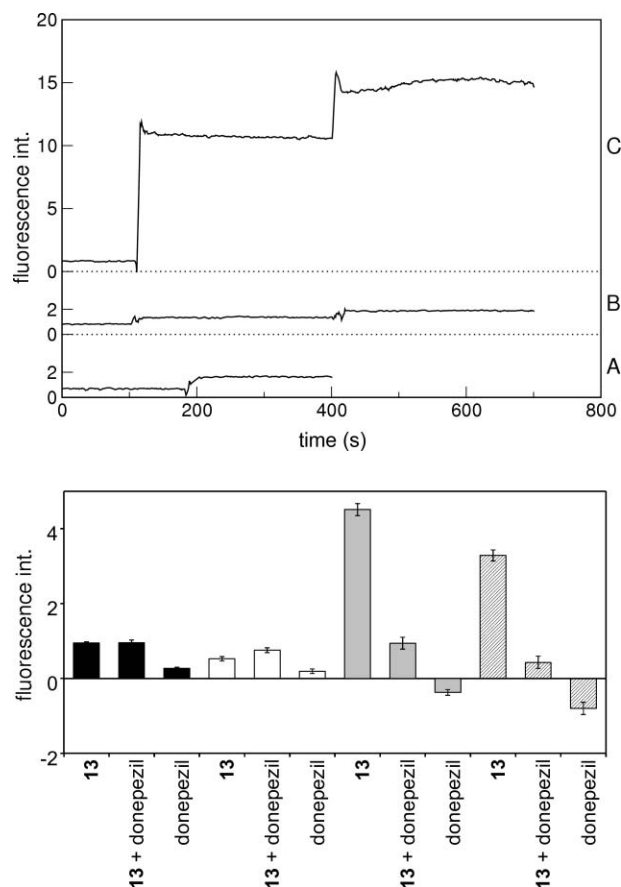 20
15
10
5
0
2
0
2
0
fluorescence int.
C
B
A
0 200 400 600 800
time (s)
4
2
0
-2
fluorescence int.
13
13 + donepezil
donepezil
13
13 + donepezil
donepezil
13
13 + donepezil
donepezil
13
13 + donepezil
donepezil